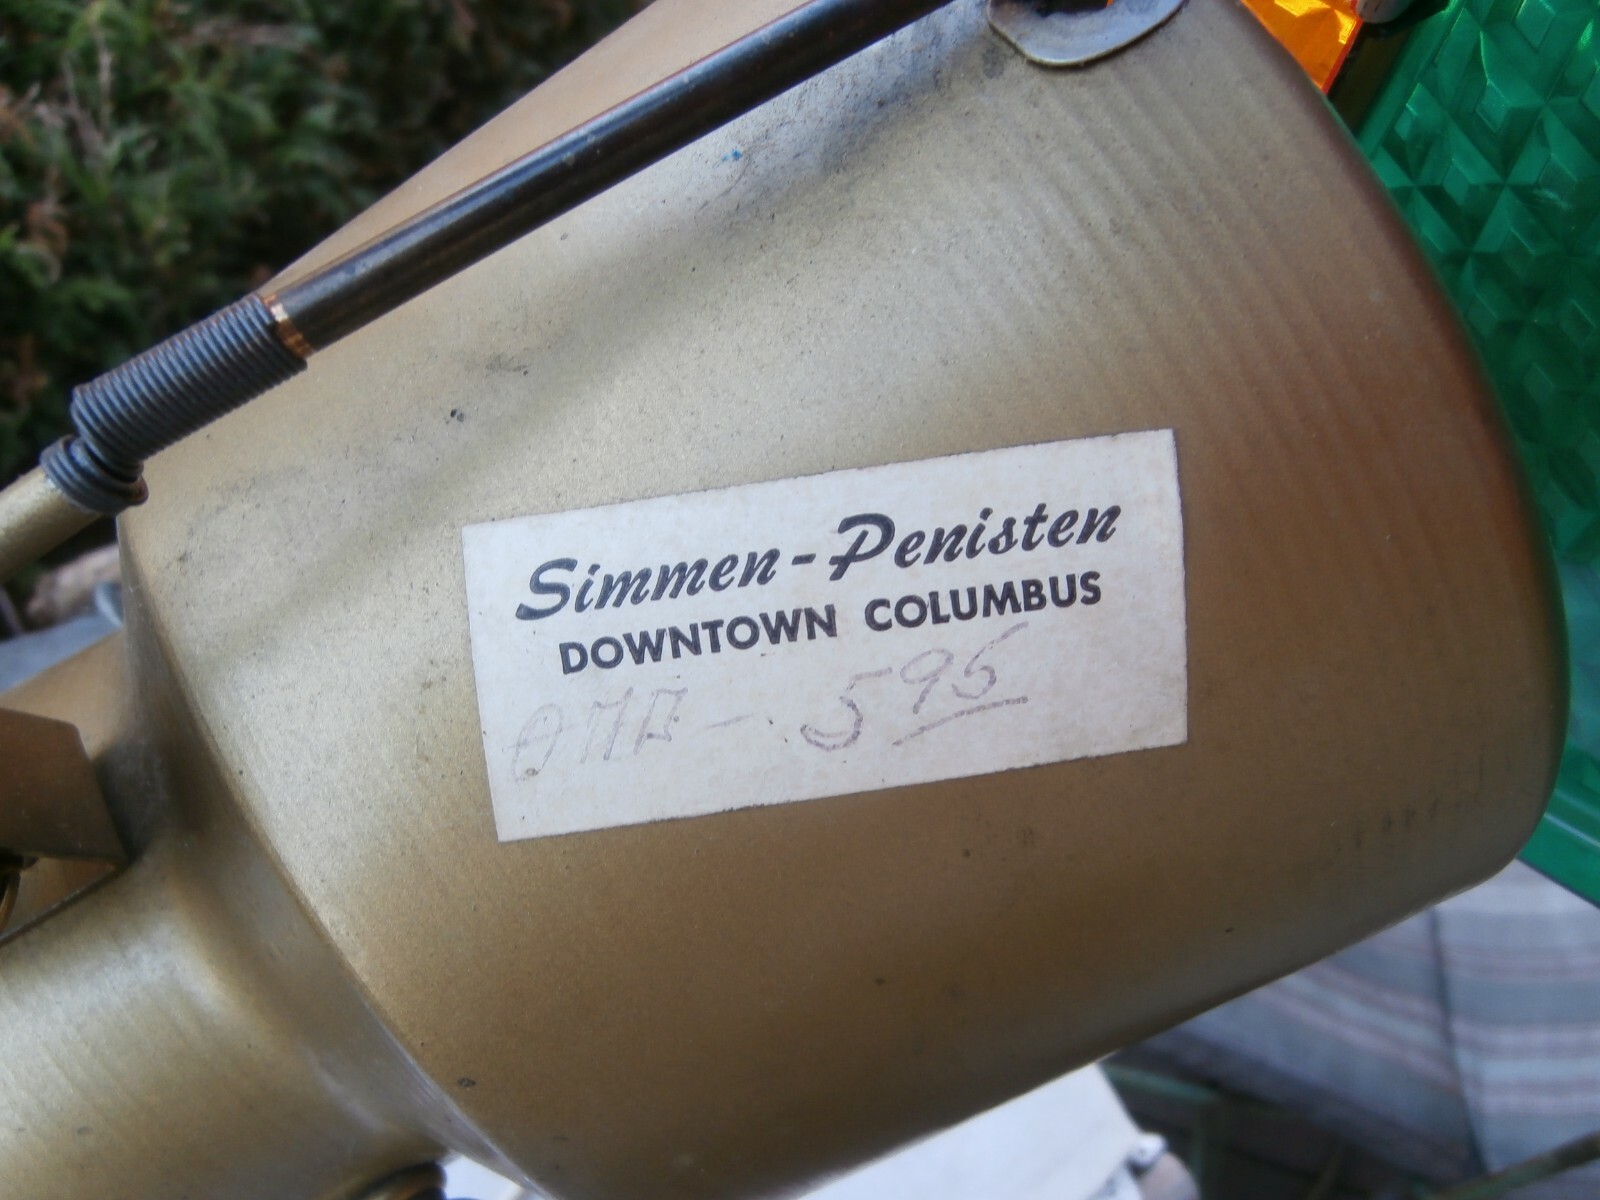 Simmen-Penisten
DOWNTOWN COLUMBUS
5 95